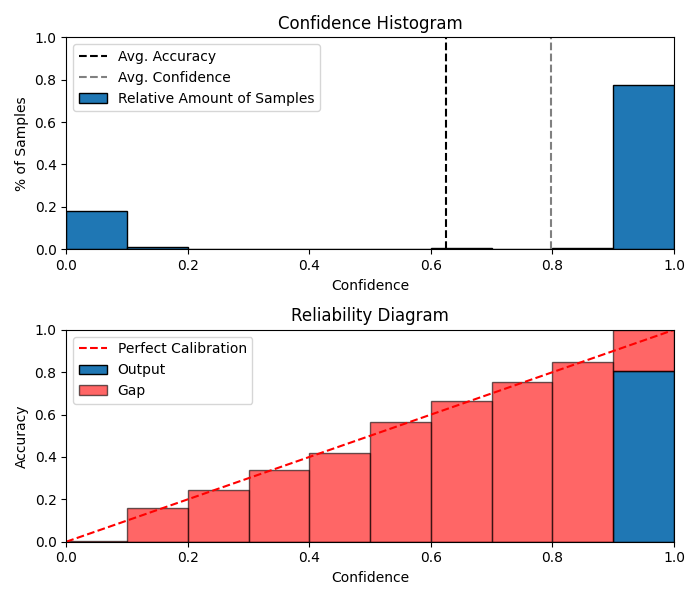 Confidence Histogram
1.0
0.8
0.6
0.4
0.2
0.0
% of Samples
Avg. Accuracy
Avg. Confidence
Relative Amount of Samples
0.0 0.2 0.4 0.6 0.8 1.0
Confidence
Reliability Diagram
1.0
0.8
0.6
0.4
0.2
0.0
Accuracy
Perfect Calibration
Output
Gap
0.0 0.2 0.4 0.6 0.8 1.0
Confidence